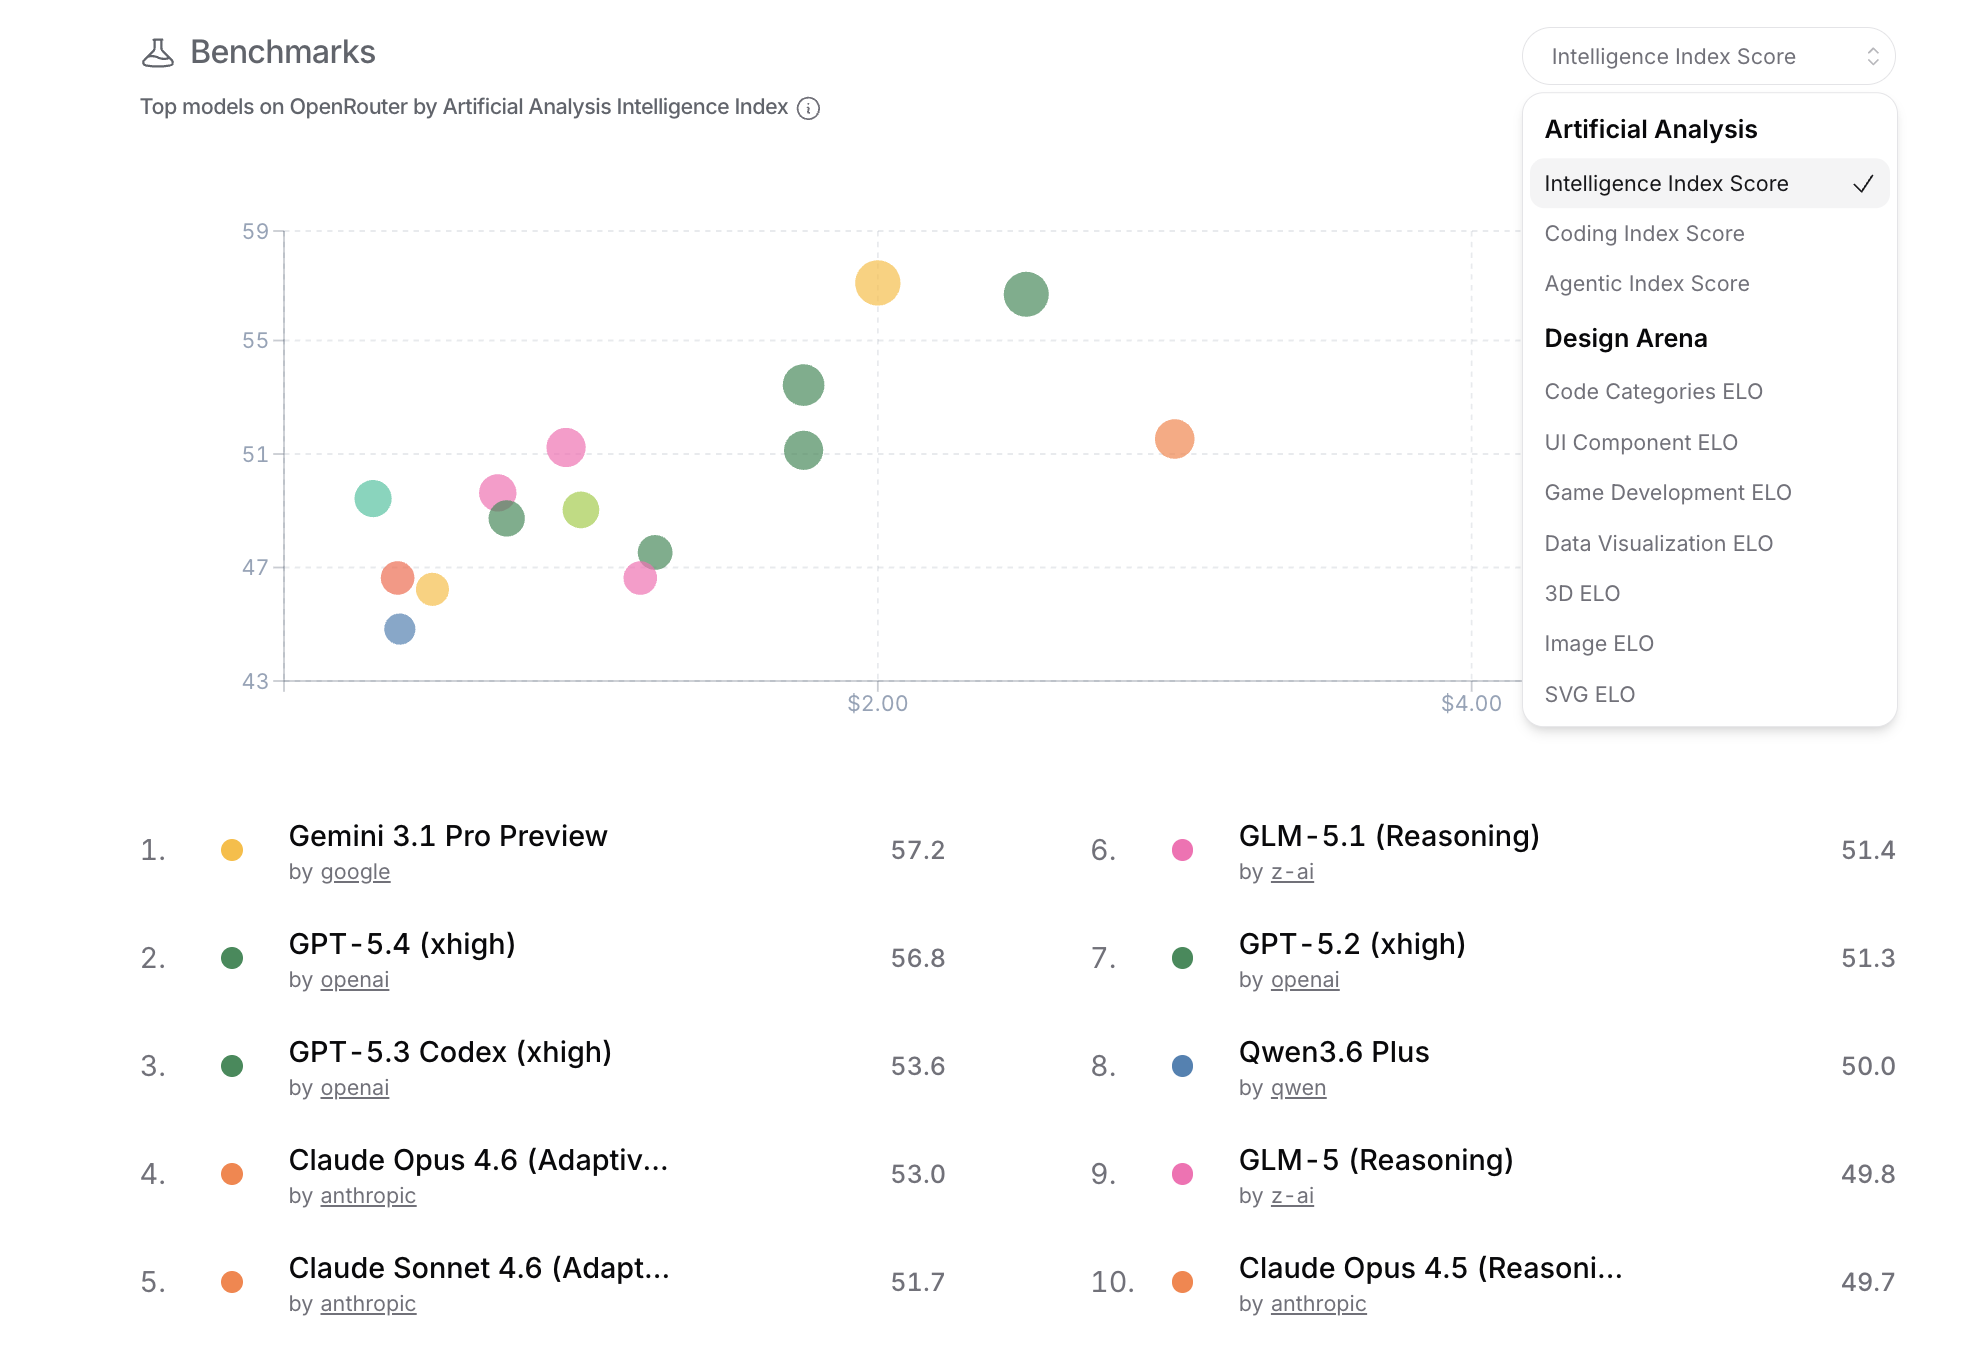 Benchmarks
Top models on OpenRouter by Artificial Analysis Intelligence Index
Intelligence Index Score
Artificial Analysis
Intelligence Index Score
Coding Index Score
Agentic Index Score
Design Arena
Code Categories ELO
UI Component ELO
Game Development ELO
Data Visualization ELO
3D ELO
Image ELO
SVG ELO
59
55
51
47
43
$2.00
$4.00
1.
Gemini 3.1 Pro Preview
by google
57.2
2.
GPT-5.4 (xhigh)
by openai
56.8
3.
GPT-5.3 Codex (xhigh)
by openai
53.6
4.
Claude Opus 4.6 (Adaptiv...
by anthropic
53.0
5.
Claude Sonnet 4.6 (Adapt...
by anthropic
51.7
6.
GLM-5.1 (Reasoning)
by z-ai
51.4
7.
GPT-5.2 (xhigh)
by openai
51.3
8.
Qwen3.6 Plus
by qwen
50.0
9.
GLM-5 (Reasoning)
by z-ai
49.8
10.
Claude Opus 4.5 (Reasoni...
by anthropic
49.7